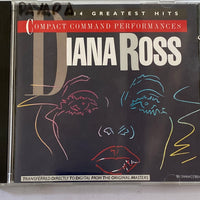 14 GREATEST HITS
COMPACT COMMAND PERFORMANCES
DIANA ROSS
TRANSFERRED DIRECTLY TO DIGITAL FROM THE ORIGINAL MASTERS